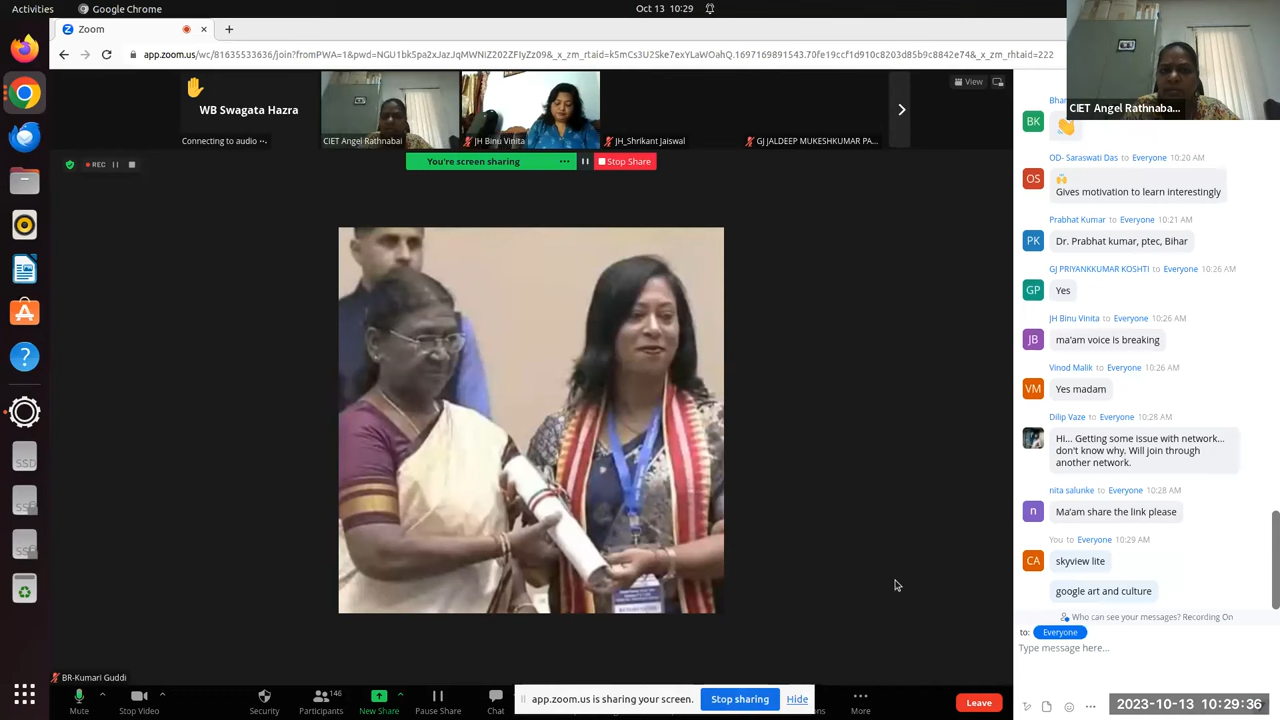 Google Chrome
Oct 13 10:29
Zoom
app.zoom.us/wc/81635533636/join?fromPWA=1&pwd=NGU1bk5pa2xJazJqMWNiZ202ZFIyZz09&_x_zm_rtaid=k5mCs3U2Ske7exYLaWOahQ.1697169891543.70fe19ccf1d910c8203d85b9c8842e74&_x_zm_rhtaid=222
WB Swagata Hazra
Connecting to audio ••.
CIET Angel Rathnabai
JH Binu Vinita
JH_Shrikant Jaiswal
GJ JALDEEP MUKESHKUMAR PA...
View
CIET Angel Rathnaba...
REC
You're screen sharing
Stop Share
BK
OD- Saraswati Das to Everyone 10:20 AM
OS
Gives motivation to learn interestingly
Prabhat Kumar to Everyone 10:21 AM
PK
Dr. Prabhat kumar, ptec, Bihar
GJ PRIYANKKUMAR KOSHTI to Everyone 10:26 AM
GP
Yes
JH Binu Vinita to Everyone 10:26 AM
JB
ma'am voice is breaking
Vinod Malik to Everyone 10:26 AM
VM
Yes madam
Dilip Vaze to Everyone 10:28 AM
Hi... Getting some issue with network...
don't know why. Will join through
another network.
nita salunke to Everyone 10:28 AM
n
Ma'am share the link please
You to Everyone 10:29 AM
CA
skyview lite
google art and culture
Who can see your messages? Recording On
to: Everyone
Type message here...
BR-Kumari Guddi
Mute
Stop Video
Security
146
Participants
New Share
Pause Share
Chat
app.zoom.us is sharing your screen.
Stop sharing
Hide
More
Leave
2023-10-13 10:29:36
SSD
SSD
SSD